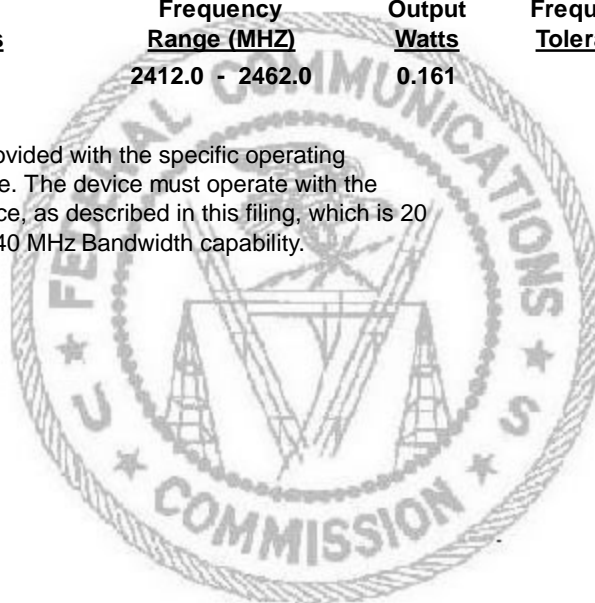 Frequency Output
Range (MHZ) Watts
2412.0 - 2462.0 0.161
ovided with the specific operating
e. The device must operate with the
ce, as described in this filing, which is 20
40 MHz Bandwidth capability.
FEDERAL COMMUNICATIONS
U S
COMMISSION